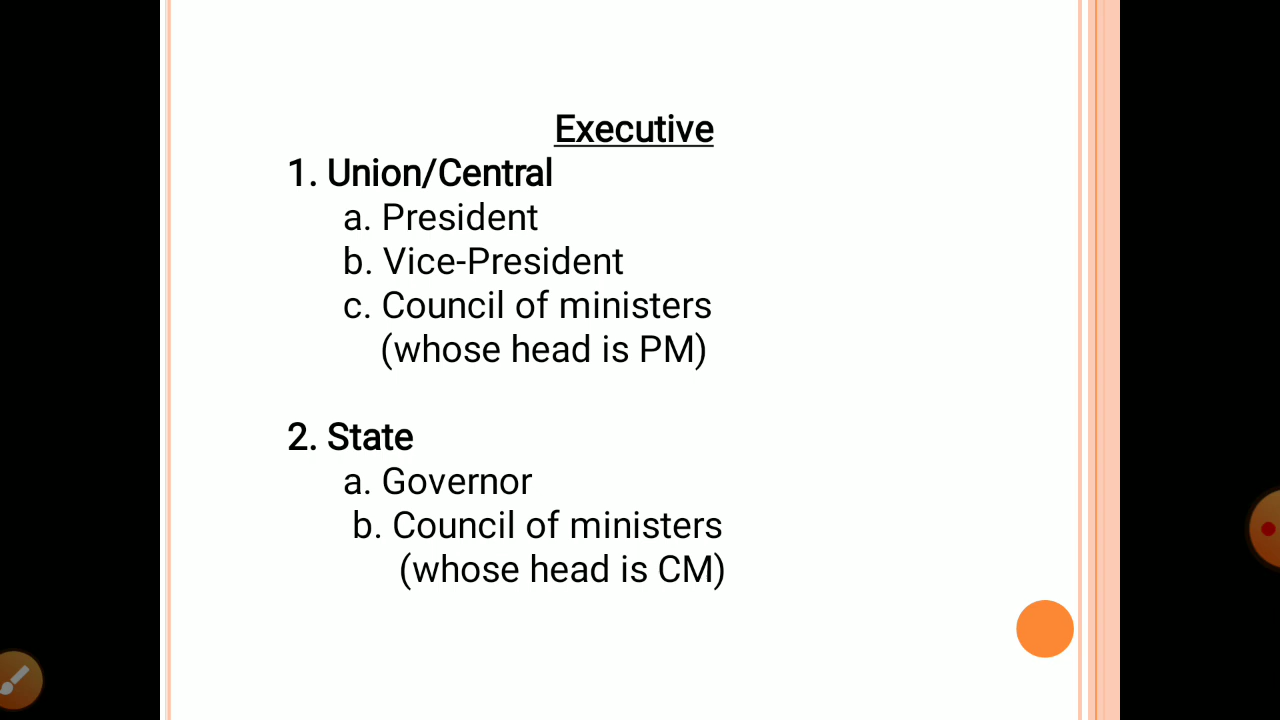 Executive
1. Union/Central
a. President
b. Vice-President
c. Council of ministers
(whose head is PM)
2. State
a. Governor
b. Council of ministers
(whose head is CM)